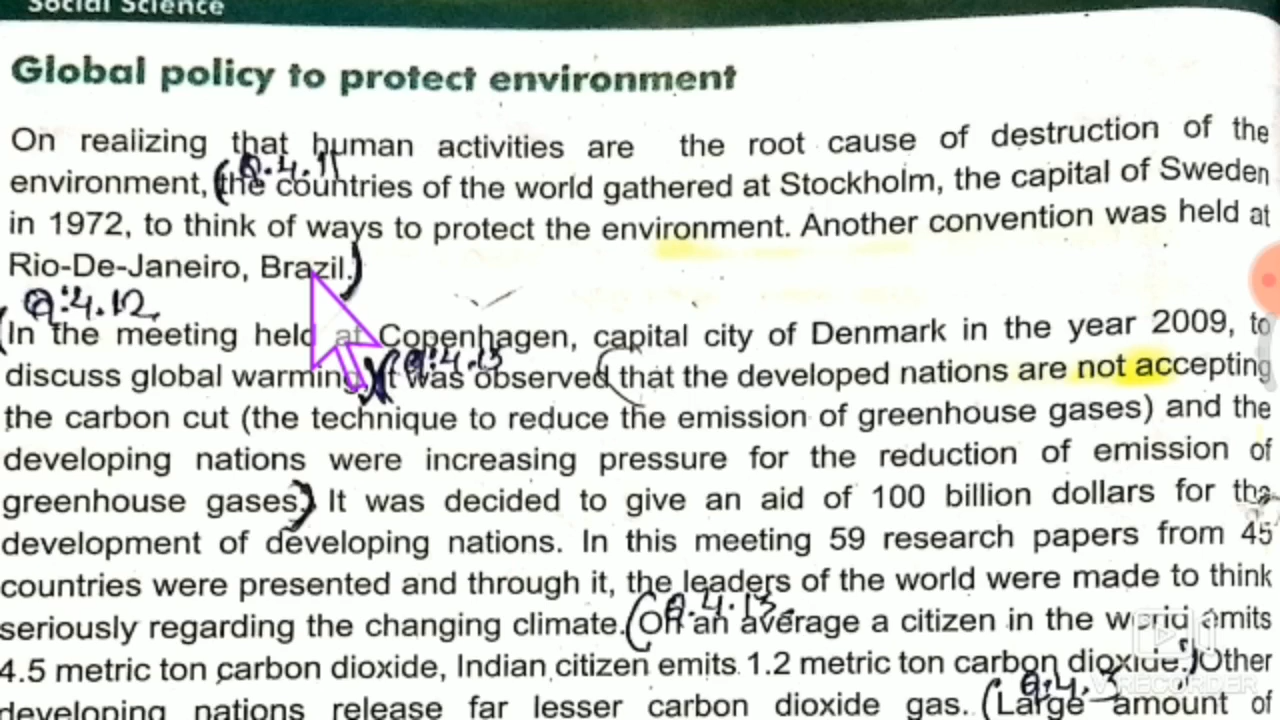 Social Science
Global policy to protect environment
On realizing that human activities are the root cause of destruction of the
Q.4.11
environment, (the countries of the world gathered at Stockholm, the capital of Sweden
in 1972, to think of ways to protect the environment. Another convention was held at
Rio-De-Janeiro, Brazil.)
Q.4.12
(In the meeting held at Copenhagen, capital city of Denmark in the year 2009, to
Q.4.13
discuss global warming, it was observed (that the developed nations are not accepting
the carbon cut (the technique to reduce the emission of greenhouse gases) and the
developing nations were increasing pressure for the reduction of emission of
greenhouse gases.) It was decided to give an aid of 100 billion dollars for the
development of developing nations. In this meeting 59 research papers from 45
countries were presented and through it, the leaders of the world were made to think
Q.4.13
seriously regarding the changing climate. (On an average a citizen in the world emits
4.5 metric ton carbon dioxide, Indian citizen emits 1.2 metric ton carbon dioxide.) Other
developing nations release far lesser carbon dioxide gas. (Large amount of
V RECORDER